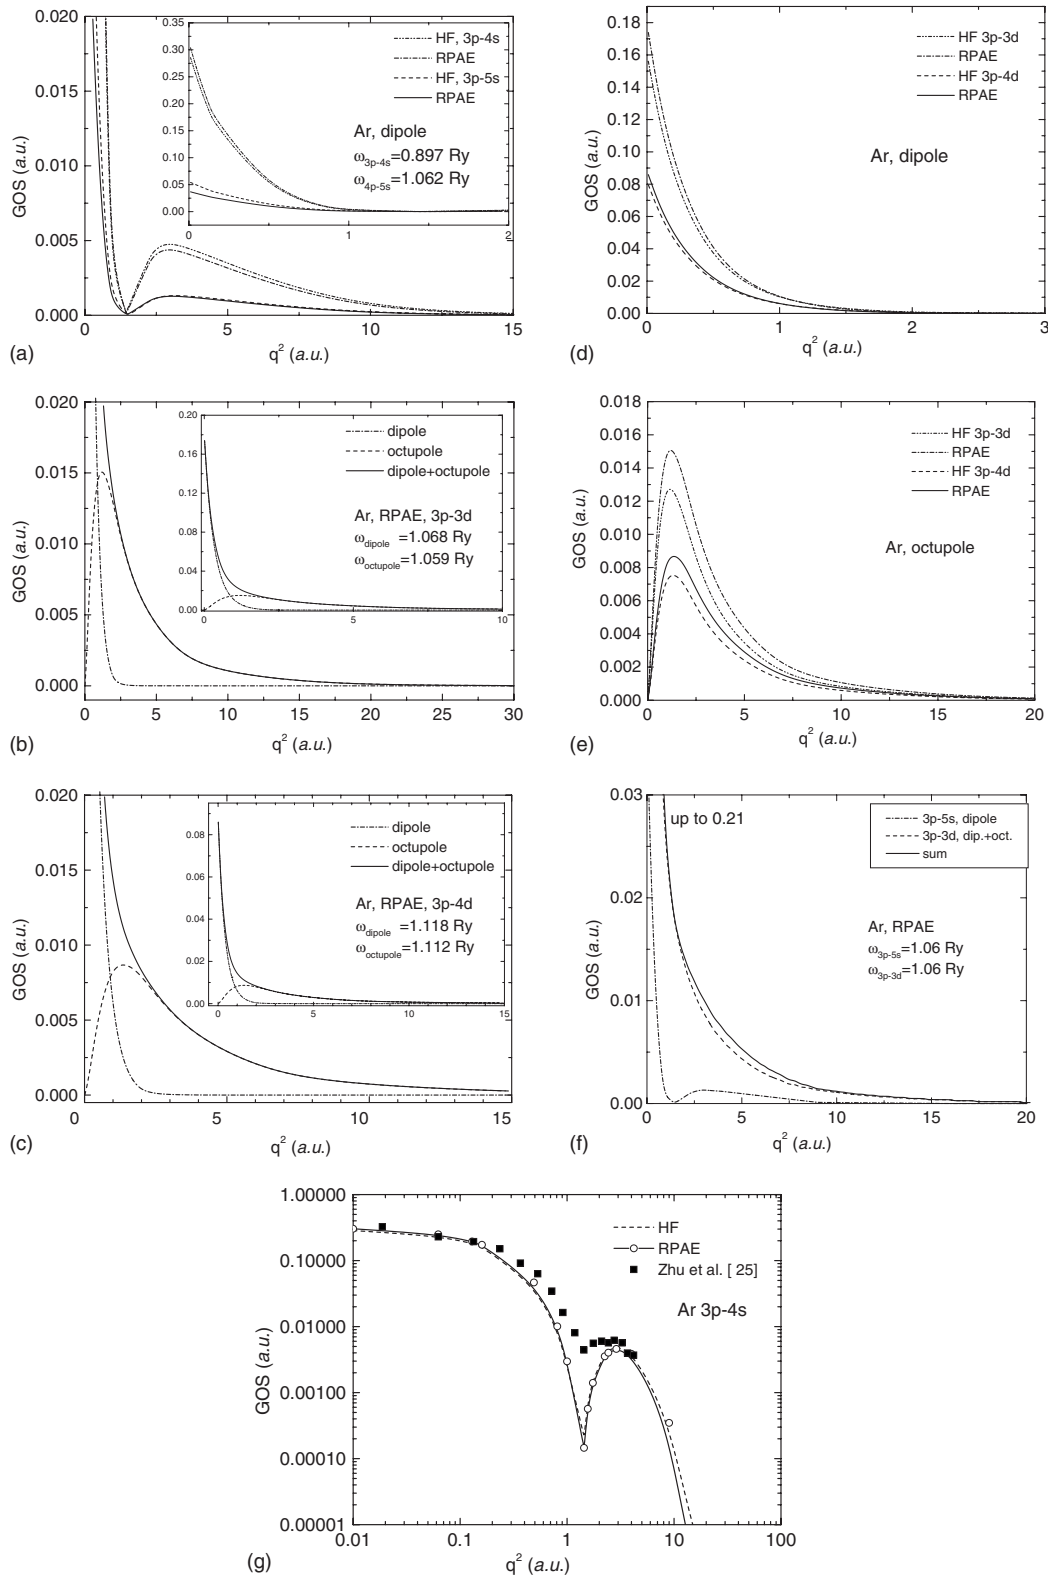 0.020
0.015
0.010
0.005
0.000
GOS (a.u.)
0 5 10 15
q² (a.u.)
(a)
0.35
0.30
0.25
0.20
0.15
0.10
0.05
0.00
0 1 2
HF, 3p-4s
RPAE
HF, 3p-5s
RPAE
Ar, dipole
ω3p-4s=0.897 Ry
ω4p-5s=1.062 Ry
0.18
0.16
0.14
0.12
0.10
0.08
0.06
0.04
0.02
0.00
GOS (a.u.)
0 1 2 3
q² (a.u.)
(d)
HF 3p-3d
RPAE
HF 3p-4d
RPAE
Ar, dipole
0.020
0.015
0.010
0.005
0.000
GOS (a.u.)
0 5 10 15 20 25 30
q² (a.u.)
(b)
0.20
0.16
0.12
0.08
0.04
0.00
0 5 10
dipole
octupole
dipole+octupole
Ar, RPAE, 3p-3d
ωdipole =1.068 Ry
ωoctupole=1.059 Ry
0.018
0.016
0.014
0.012
0.010
0.008
0.006
0.004
0.002
0.000
GOS (a.u.)
0 5 10 15 20
q² (a.u.)
(e)
HF 3p-3d
RPAE
HF 3p-4d
RPAE
Ar, octupole
0.020
0.015
0.010
0.005
0.000
GOS (a.u.)
0 5 10 15
q² (a.u.)
(c)
0.08
0.06
0.04
0.02
0.00
0 5 10 15
dipole
octupole
dipole+octupole
Ar, RPAE, 3p-4d
ωdipole =1.118 Ry
ωoctupole=1.112 Ry
0.03
0.02
0.01
0.00
GOS (a.u.)
0 5 10 15 20
q² (a.u.)
(f)
up to 0.21
3p-5s, dipole
3p-3d, dip.+oct.
sum
Ar, RPAE
ω3p-5s=1.06 Ry
ω3p-3d=1.06 Ry
1.00000
0.10000
0.01000
0.00100
0.00010
0.00001
GOS (a.u.)
0.01 0.1 1 10 100
q² (a.u.)
(g)
HF
RPAE
Zhu et al. [ 25]
Ar 3p-4s